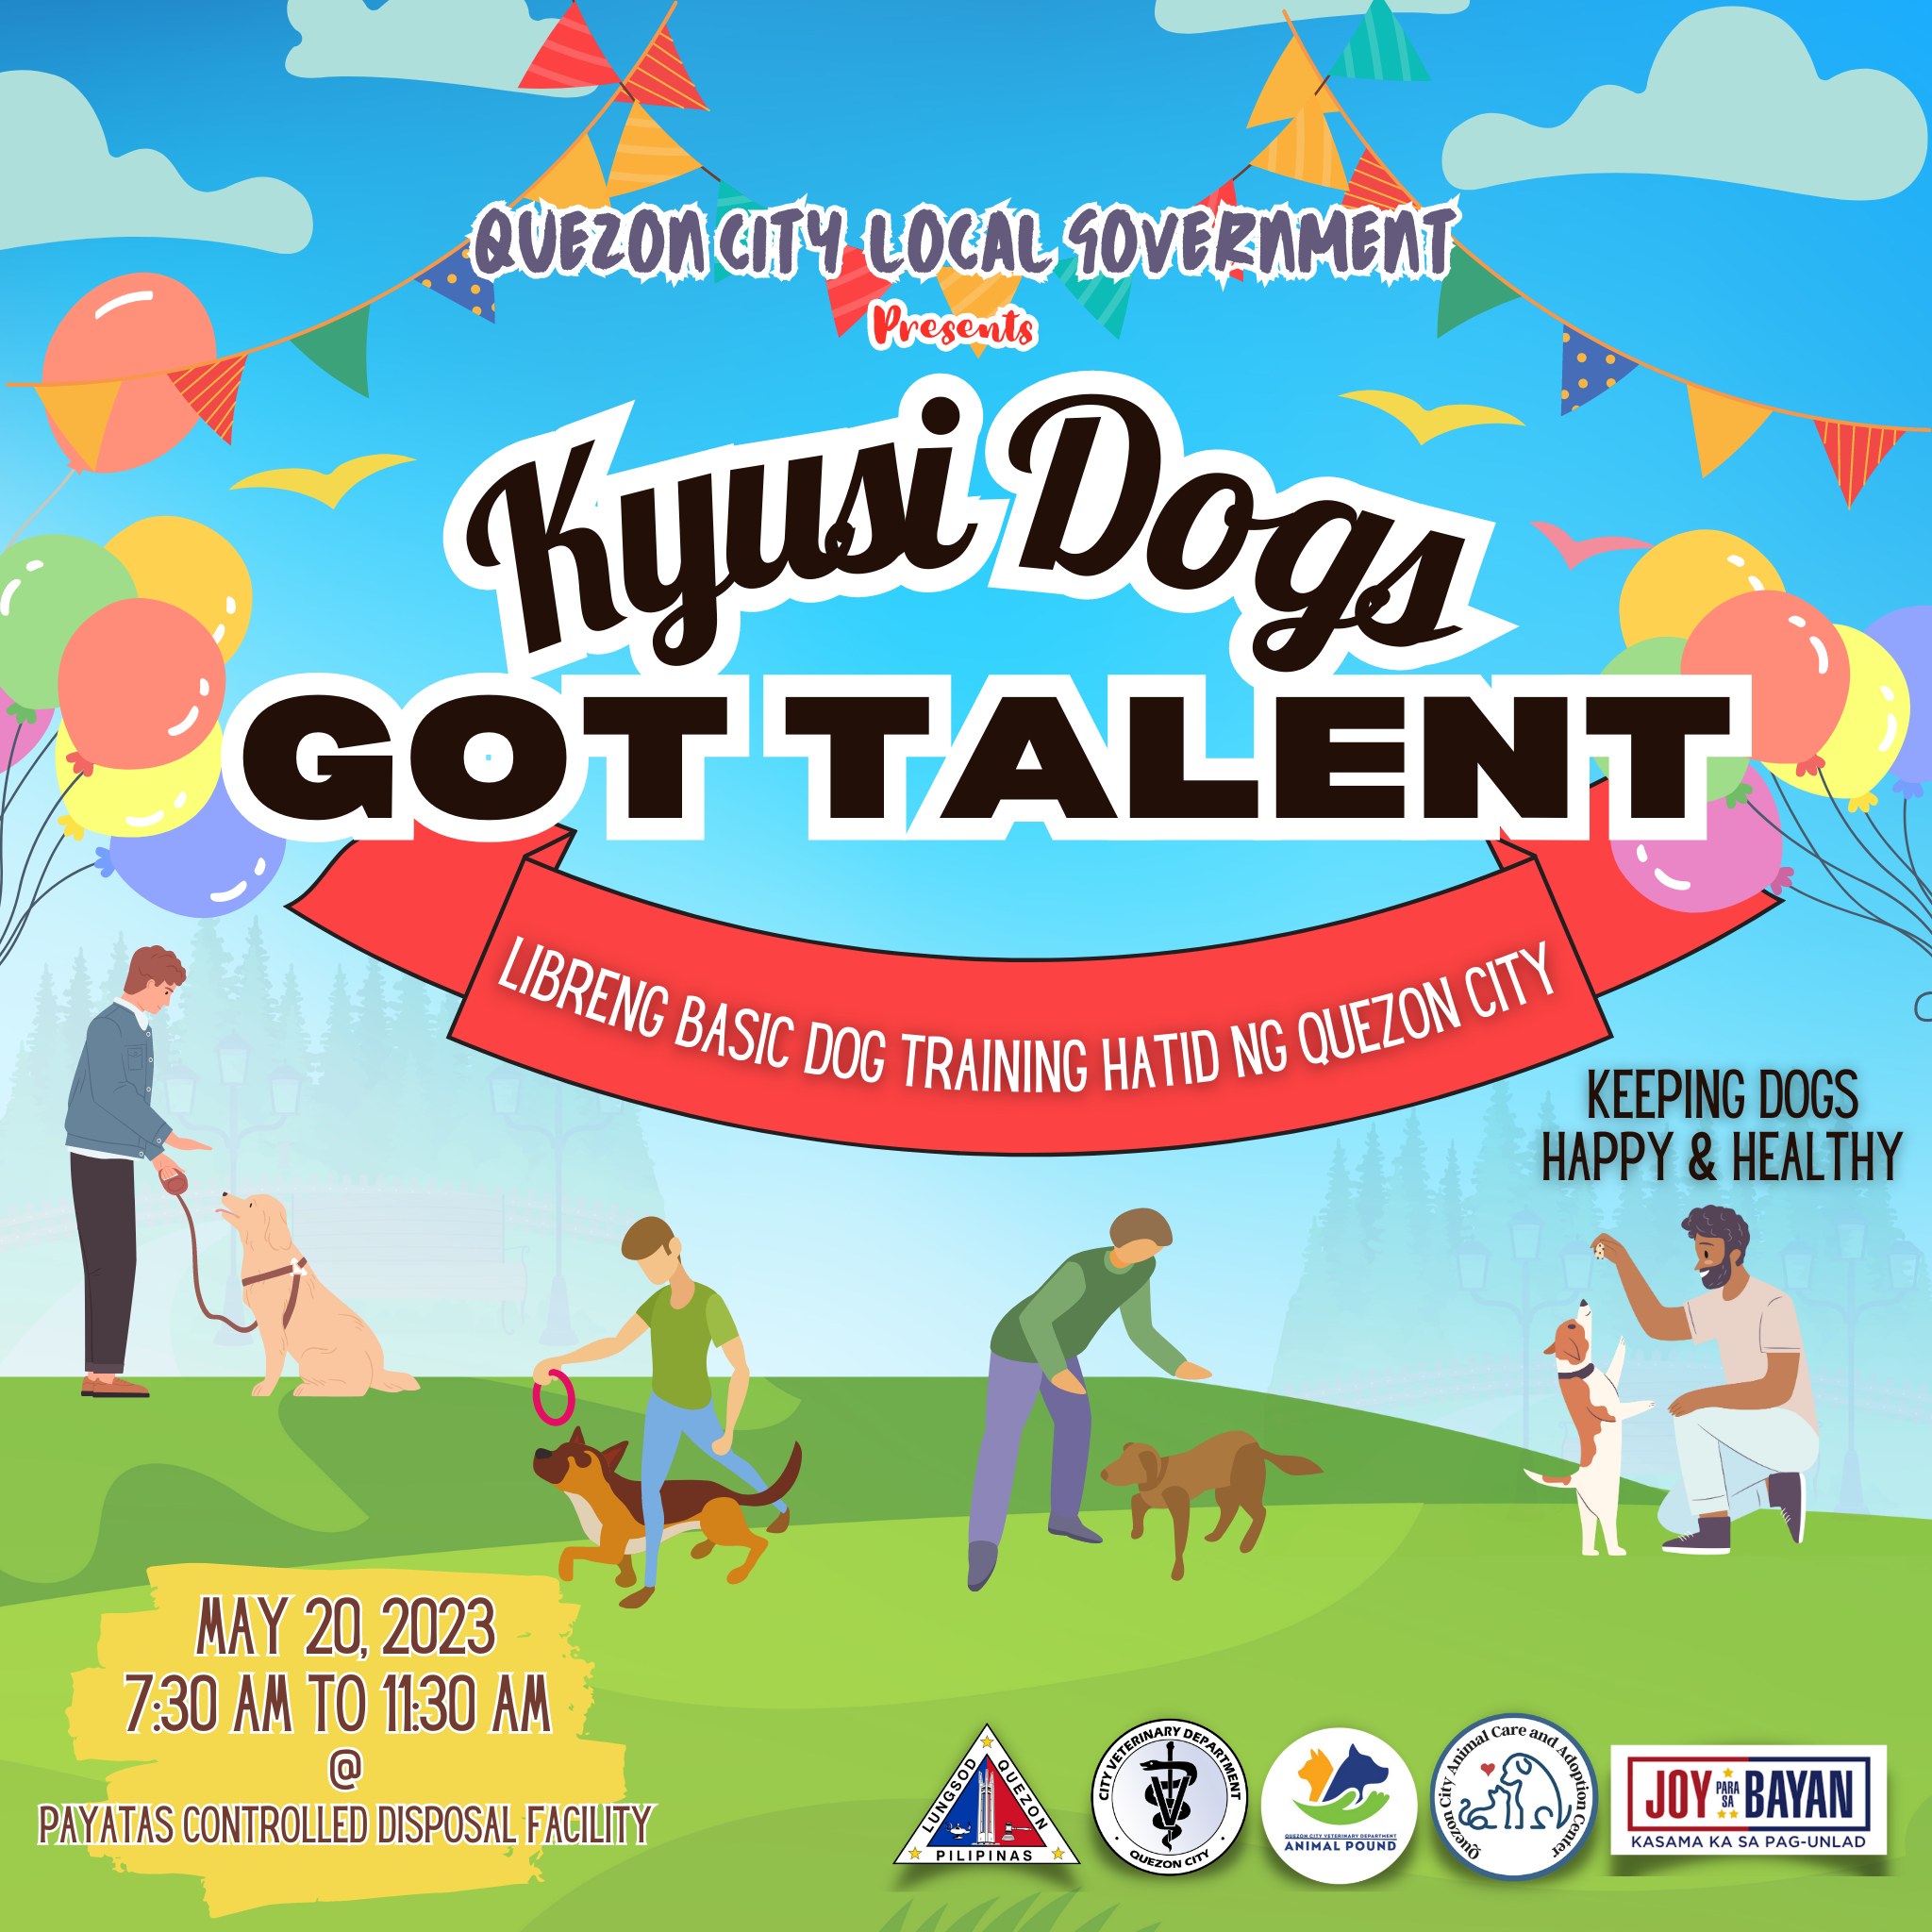 QUEZON CITY LOCAL GOVERNMENT
Presents
Kyusi Dogs
GOT TALENT
LIBRENG BASIC DOG TRAINING HATID NG QUEZON CITY
KEEPING DOGS
HAPPY & HEALTHY
MAY 20, 2023
7:30 AM TO 11:30 AM
@
PAYATAS CONTROLLED DISPOSAL FACILITY
LUNGSOD QUEZON
PILIPINAS
CITY VETERINARY DEPARTMENT
QUEZON CITY
QUEZON CITY VETERINARY DEPARTMENT
ANIMAL POUND
Quezon City Animal Care and Adoption Center
JOY PARA SA BAYAN
KASAMA KA SA PAG-UNLAD